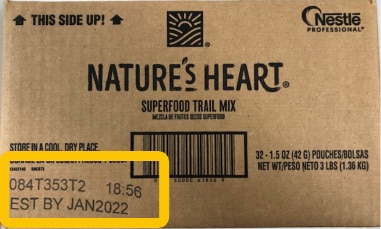 THIS SIDE UP!
Nestlé
PROFESSIONAL
NATURE'S HEART®
SUPERFOOD TRAIL MIX
MEZCLA DE FRUTOS SECOS SUPERFOOD
STORE IN A COOL, DRY PLACE.
32 - 1.5 OZ (42 g) POUCHES/BOLSAS
NET WT/PESO NETO 3 LBS (1.36 KG)
084T353T2 18:56
EST BY JAN2022